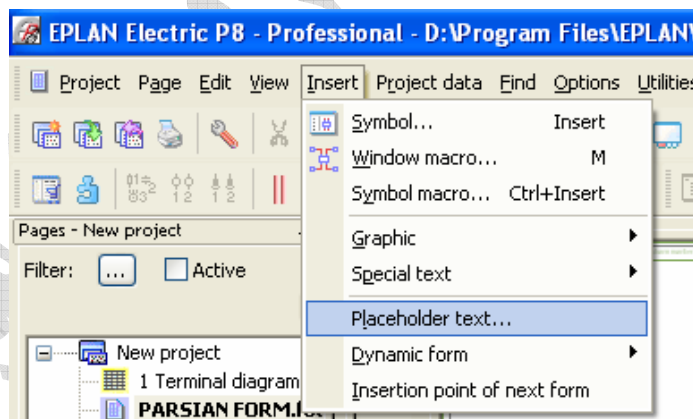 EPLAN Electric P8 - Professional - D:\Program Files\EPLAN\
Project Page Edit View Insert Project data Find Options Utilities
Symbol... Insert
Window macro... M
Symbol macro... Ctrl+Insert
Graphic
Special text
Placeholder text...
Dynamic form
Insertion point of next form
Pages - New project
Filter: ... Active
New project
1 Terminal diagram
PARSIAN FORM.